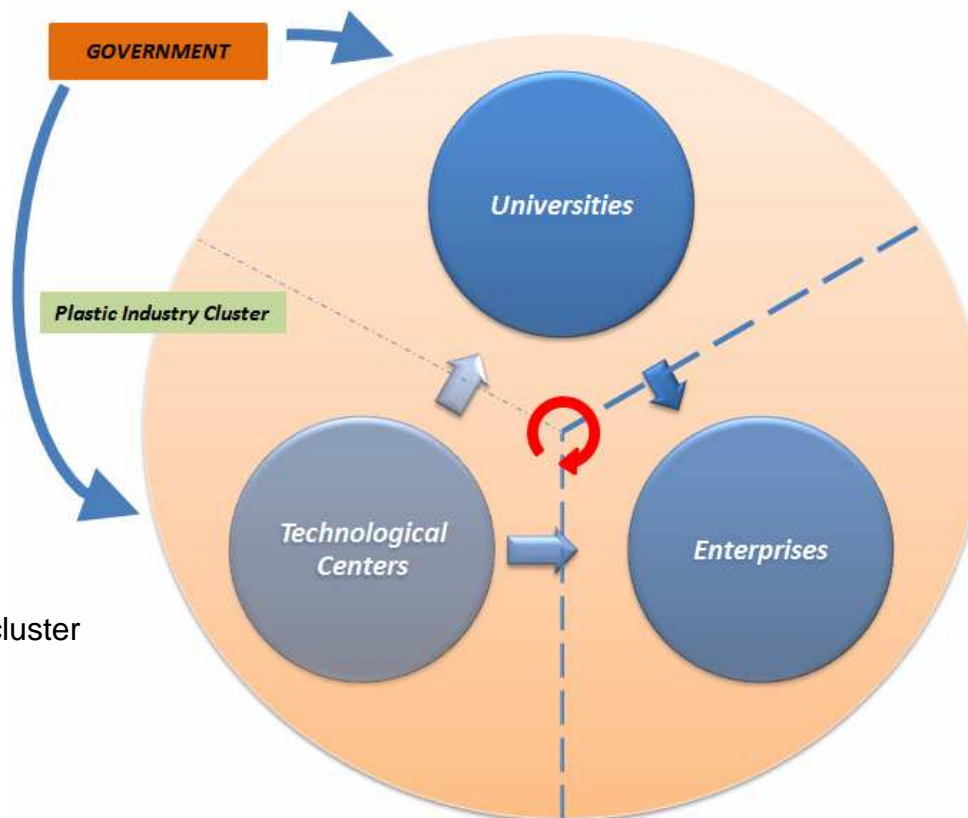 GOVERNMENT
Universities
Plastic Industry Cluster
Technological
Centers
Enterprises
cluster